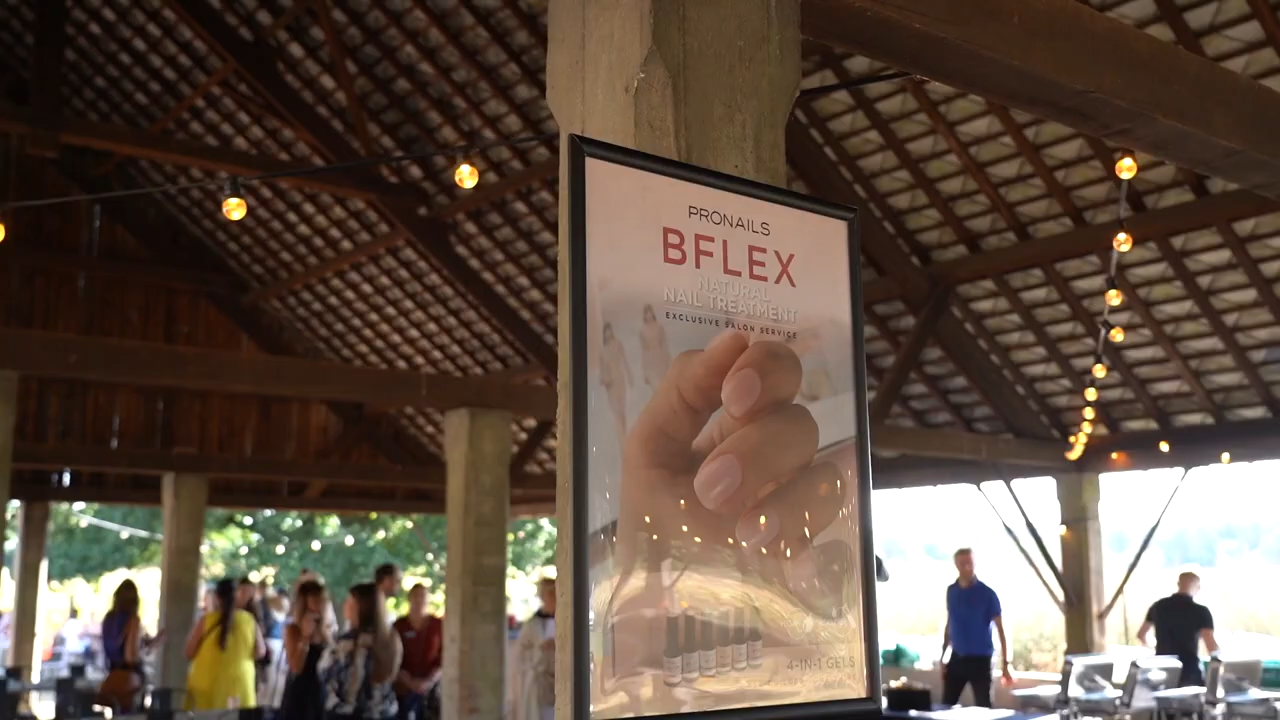 PRONAILS
BFLEX
NATURAL
NAIL TREATMENT
EXCLUSIVE SALON SERVICE
4-IN-1 GELS